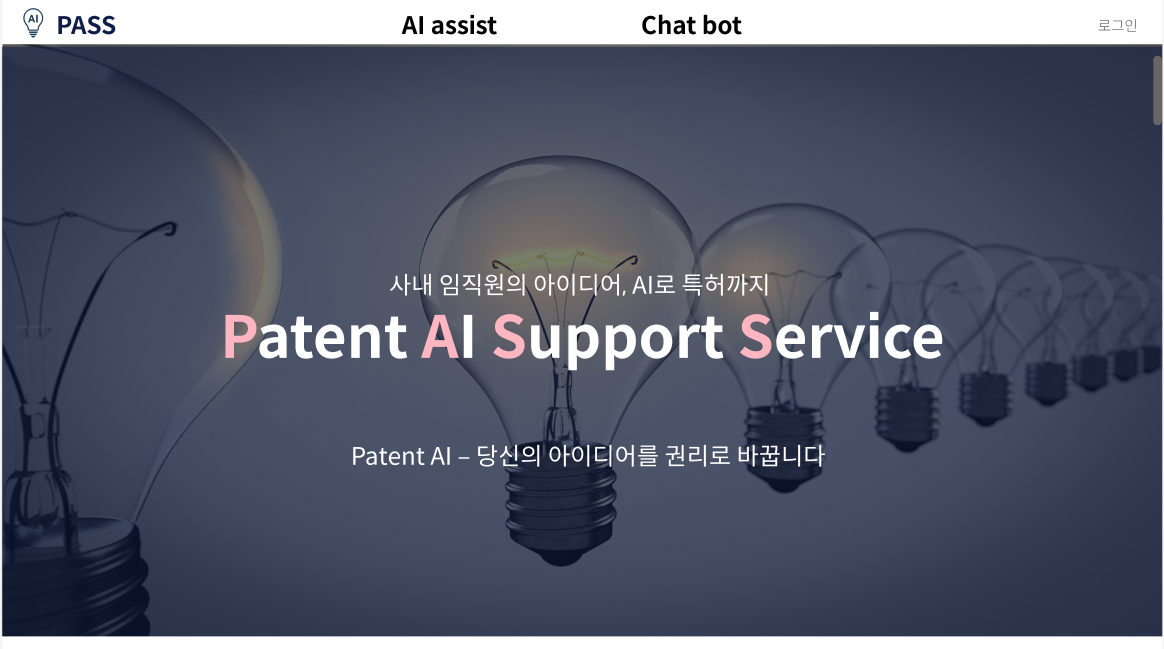 AI PASS
AI assist
Chat bot
로그인
사내 임직원의 아이디어, AI로 특허까지
Patent AI Support Service
Patent AI – 당신의 아이디어를 권리로 바꿉니다